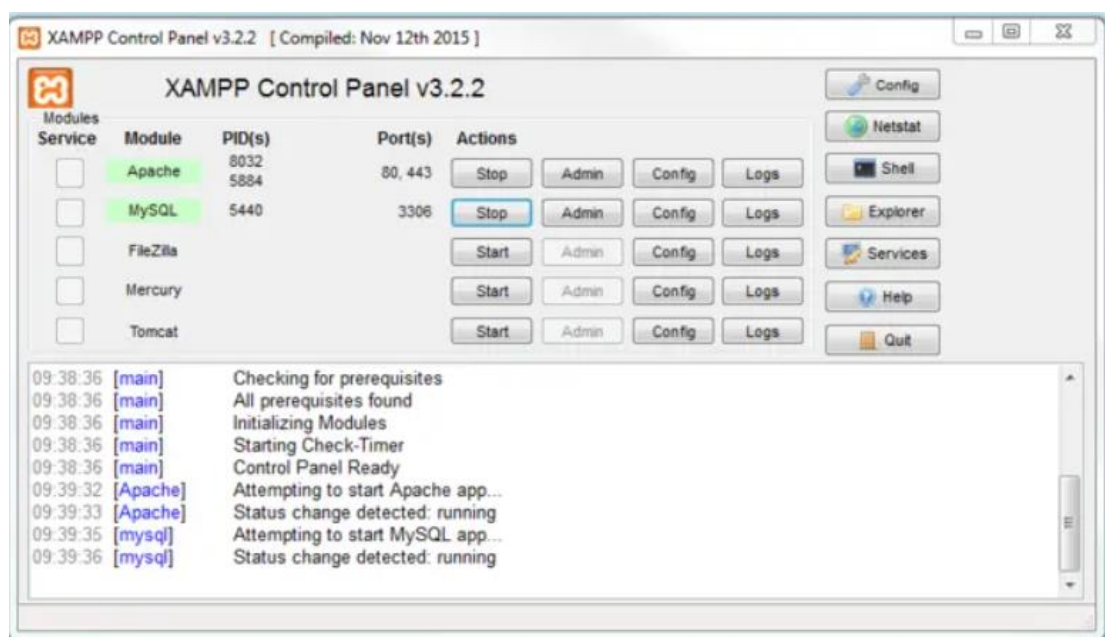 XAMPP Control Panel v3.2.2 [ Compiled: Nov 12th 2015 ]
XAMPP Control Panel v3.2.2
Config
Modules
Netstat
Service Module PID(s) Port(s) Actions
Apache 8032 5884 80, 443 Stop Admin Config Logs
Shell
MySQL 5440 3306 Stop Admin Config Logs
Explorer
FileZilla Start Admin Config Logs
Services
Mercury Start Admin Config Logs
Help
Tomcat Start Admin Config Logs
Quit
09:38:36 [main] Checking for prerequisites
09:38:36 [main] All prerequisites found
09:38:36 [main] Initializing Modules
09:38:36 [main] Starting Check-Timer
09:38:36 [main] Control Panel Ready
09:39:32 [Apache] Attempting to start Apache app...
09:39:33 [Apache] Status change detected: running
09:39:35 [mysql] Attempting to start MySQL app...
09:39:36 [mysql] Status change detected: running